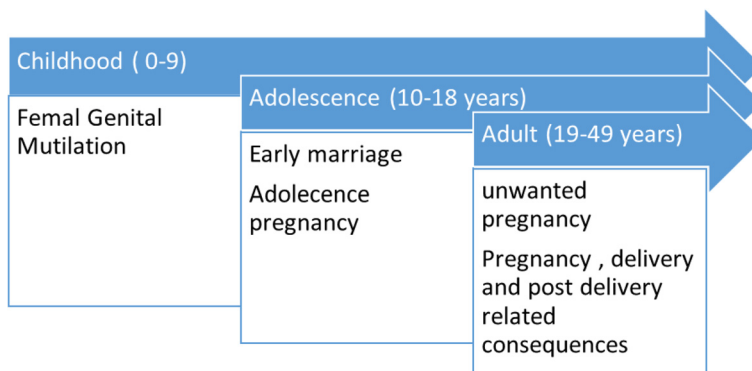 Childhood ( 0-9)
Femal Genital
Mutilation
Adolescence (10-18 years)
Early marriage
Adolecence
pregnancy
Adult (19-49 years)
unwanted
pregnancy
Pregnancy , delivery
and post delivery
related
consequences